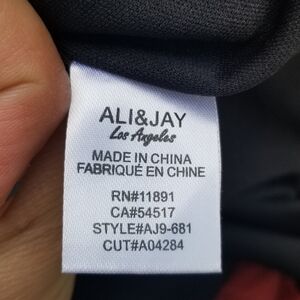 ALI&JAY
Los Angeles
MADE IN CHINA
FABRIQUÉ EN CHINE
RN#11891
CA#54517
STYLE#AJ9-681
CUT#A04284